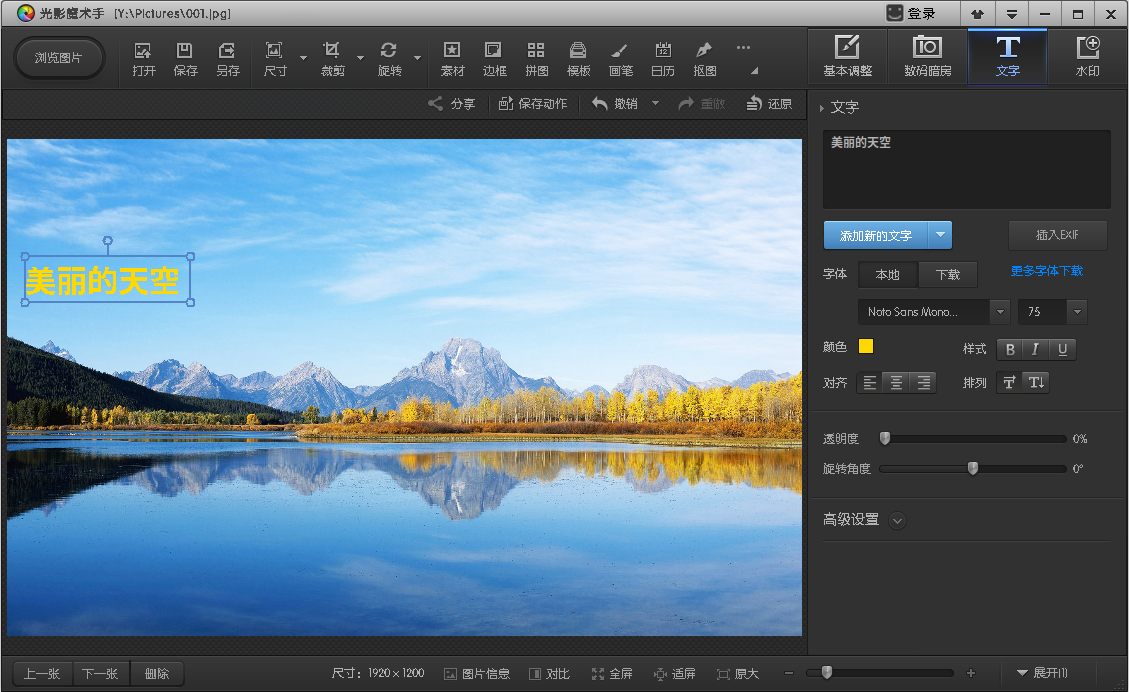 光影魔术手 [Y:\Pictures\001.jpg]
登录
浏览图片
打开 保存 另存 尺寸 裁剪 旋转 素材 边框 拼图 模板 画笔 日历 抠图
12
基本调整 数码暗房 文字 水印
分享 保存动作 撤销 重做 还原
文字
美丽的天空
美丽的天空
添加新的文字 插入EXIF
字体 本地 下载 更多字体下载
Noto Sans Mono... 75
颜色 样式 B I U
对齐 排列 T T
透明度 0%
旋转角度 0°
高级设置
上一张 下一张 删除
尺寸: 1920×1200 图片信息 对比 全屏 适屏 原大 展开(1)